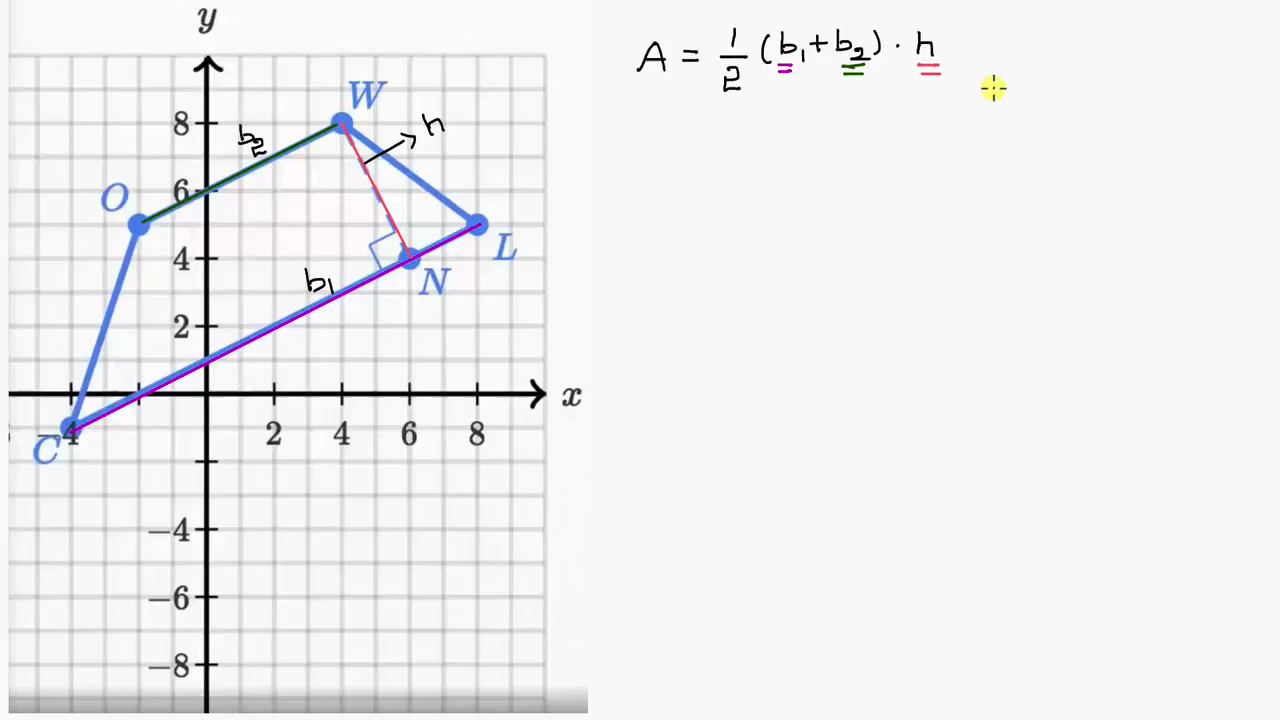 A = 1/2 (b₁+b₂) · h
y
W
8
b₂
h
O
6
4
b₁
N
L
2
x
C
−4
2
4
6
8
−4
−6
−8